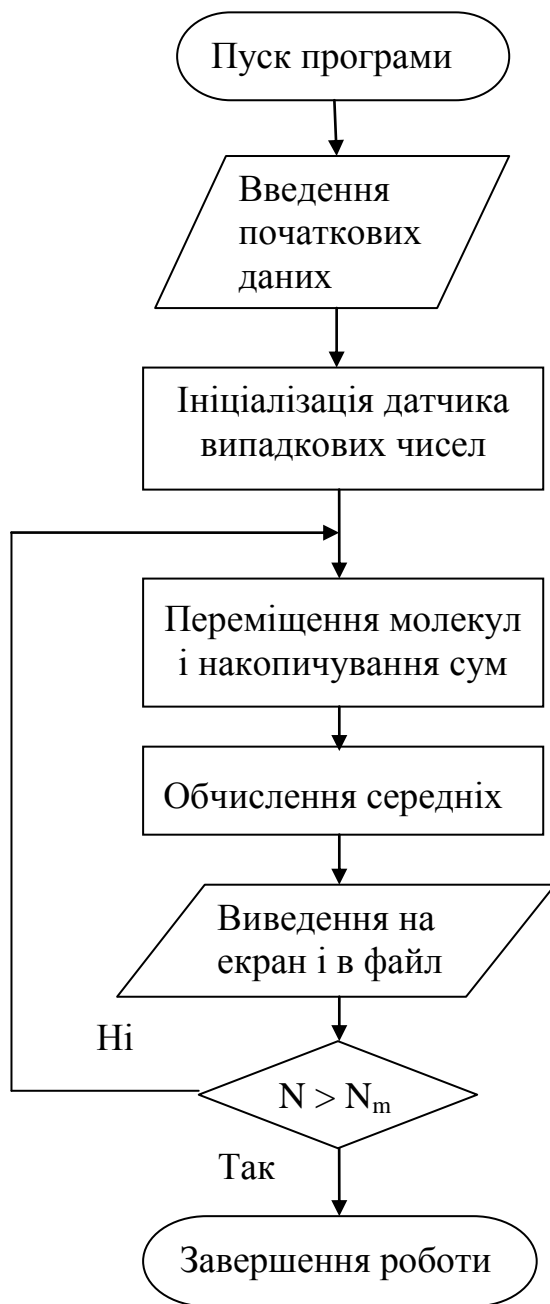 Пуск програми
Введення
початкових
даних
Ініціалізація датчика
випадкових чисел
Переміщення молекул
і накопичування сум
Обчислення середніх
Виведення на
екран і в файл
Ні
N > Nₘ
Так
Завершення роботи